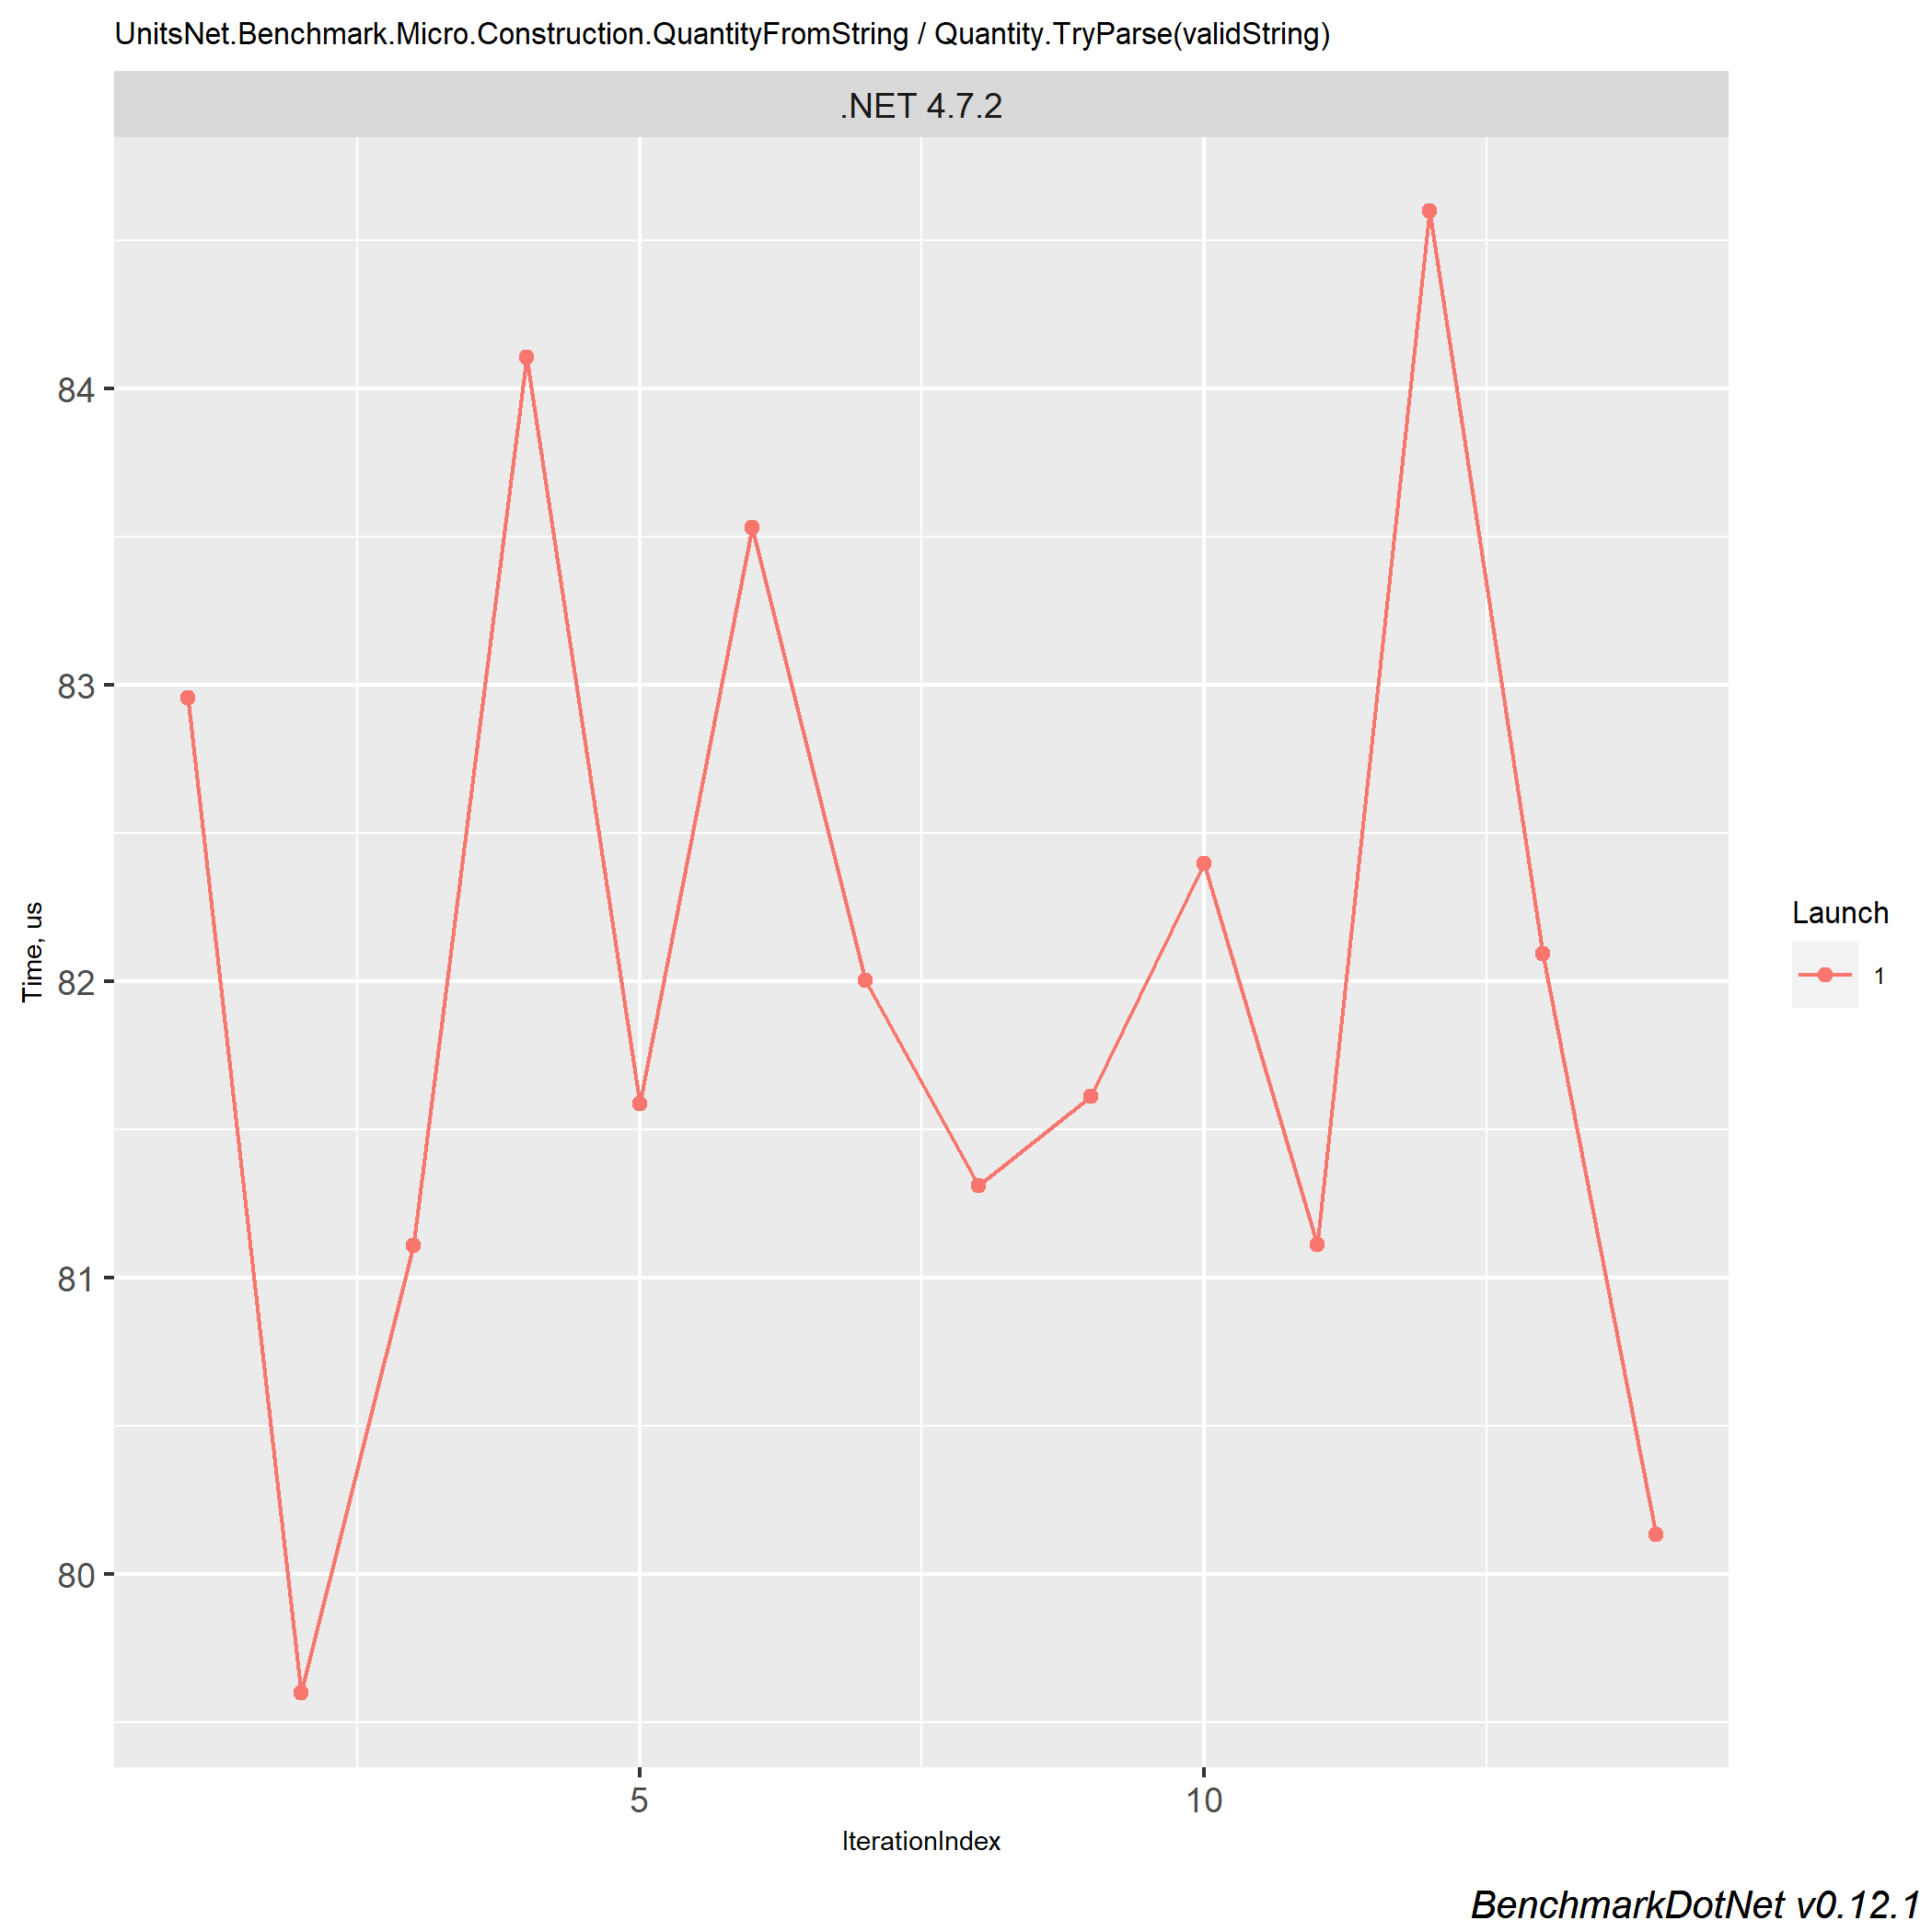 UnitsNet.Benchmark.Micro.Construction.QuantityFromString / Quantity.TryParse(validString)
.NET 4.7.2
84
83
82
81
80
Time, us
5
10
IterationIndex
Launch
1
BenchmarkDotNet v0.12.1